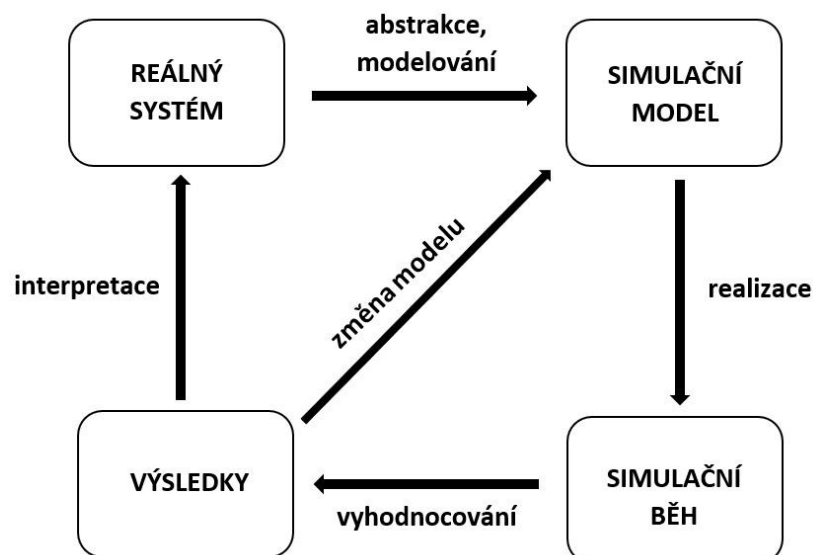 REÁLNÝ
SYSTÉM
abstrakce,
modelování
SIMULAČNÍ
MODEL
interpretace
změna modelu
realizace
VÝSLEDKY
vyhodnocování
SIMULAČNÍ
BĚH